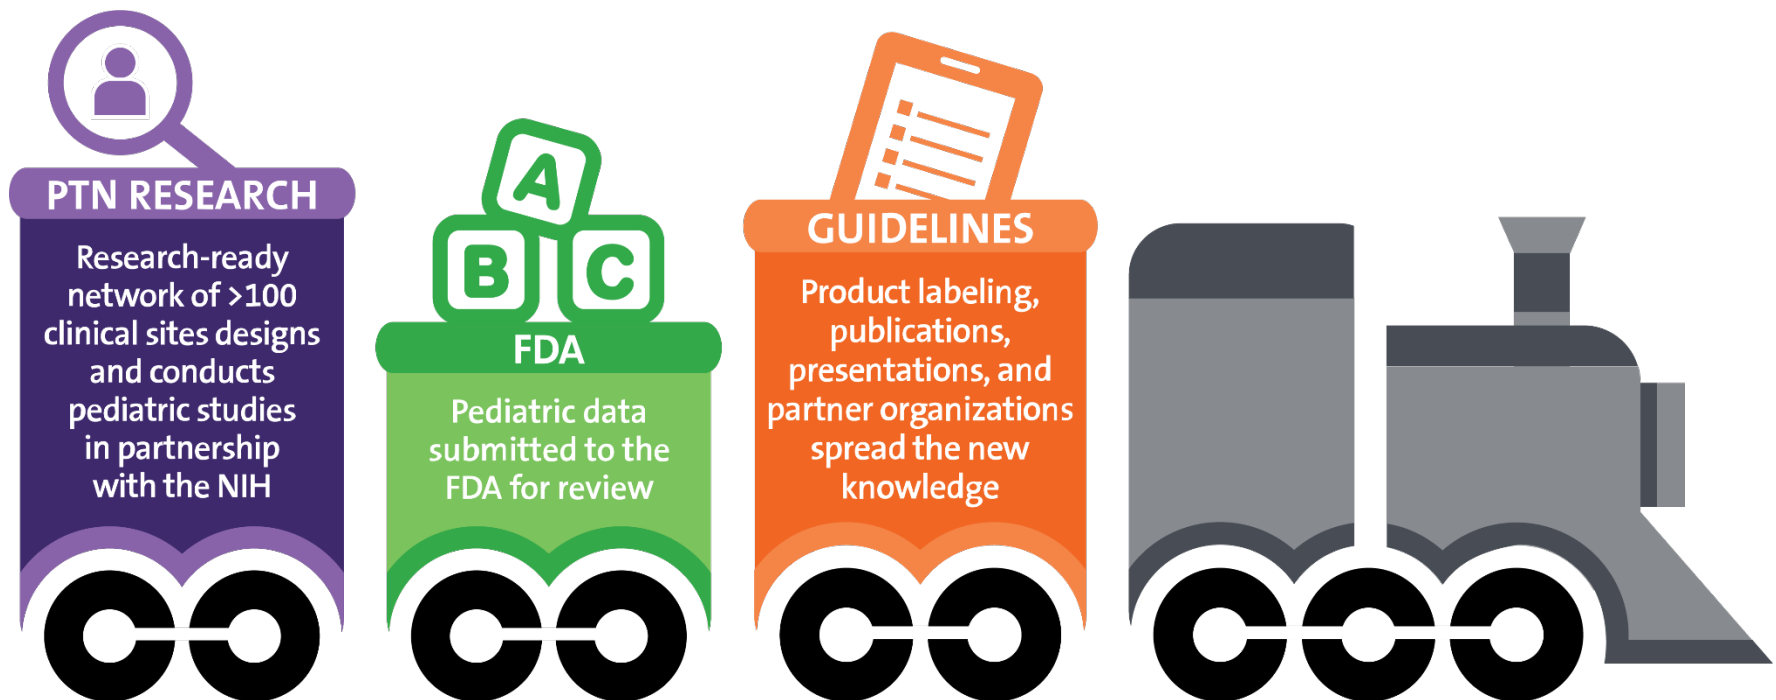 PTN RESEARCH
Research-ready
network of >100
clinical sites designs
and conducts
pediatric studies
in partnership
with the NIH
A
B
C
FDA
Pediatric data
submitted to the
FDA for review
GUIDELINES
Product labeling,
publications,
presentations, and
partner organizations
spread the new
knowledge